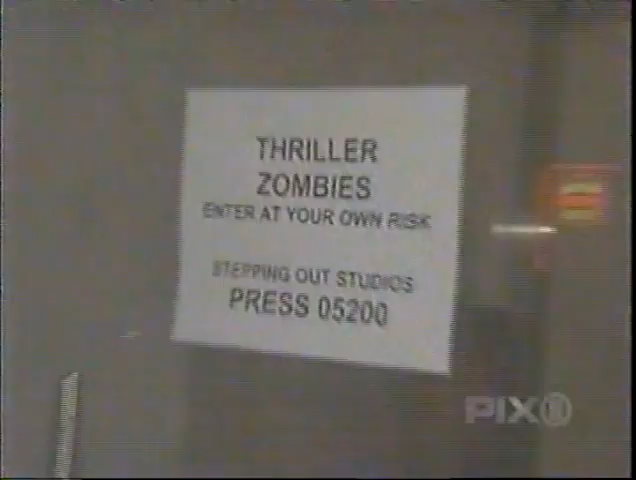 THRILLER
ZOMBIES
ENTER AT YOUR OWN RISK
STEPPING OUT STUDIOS
PRESS 05200
PIX